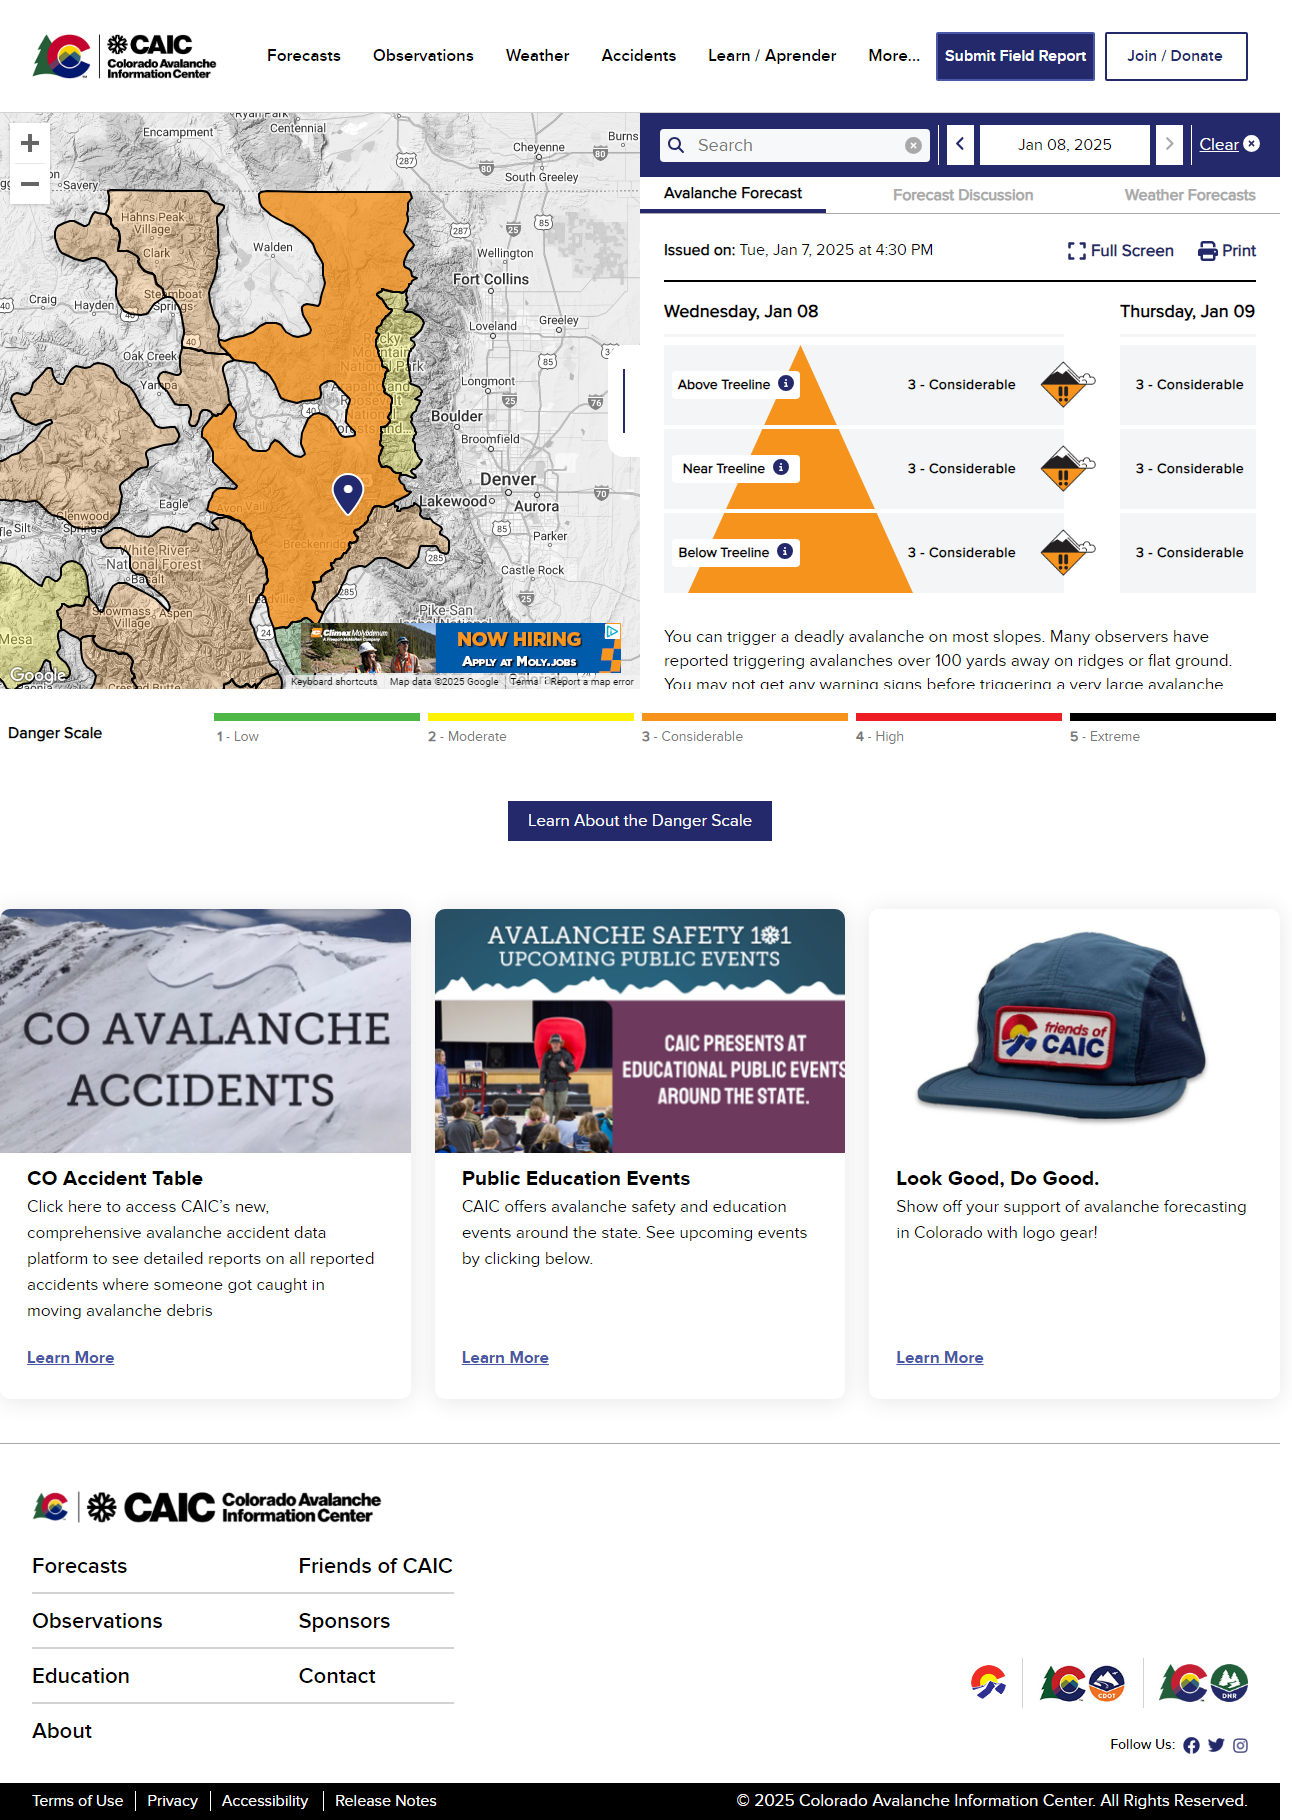 CAIC
Colorado Avalanche
Information Center
Forecasts
Observations
Weather
Accidents
Learn / Aprender
More...
Submit Field Report
Join / Donate
Encampment
Centennial
Cheyenne
Burns
South Greeley
Savery
Hahns Peak
Village
Clark
Walden
Wellington
Fort Collins
Steamboat
Springs
Craig
Hayden
Loveland
Greeley
Oak Creek
Yampa
Rocky
Mountain
National Park
Longmont
Boulder
Broomfield
Denver
Lakewood
Aurora
Eagle
Avon Vail
Glenwood
Springs
Silt
Breckenridge
Parker
Castle Rock
White River
National Forest
Basalt
Snowmass
Village
Aspen
Leadville
Mesa
Pike-San
Crested Butte
Climax Molybdenum
A Freeport-McMoRan Company
NOW HIRING
APPLY AT MOLY.JOBS
Google
Keyboard shortcuts
Map data ©2025 Google
Terms
Report a map error
Search
Jan 08, 2025
Clear
Avalanche Forecast
Forecast Discussion
Weather Forecasts
Issued on: Tue, Jan 7, 2025 at 4:30 PM
Full Screen
Print
Wednesday, Jan 08
Thursday, Jan 09
Above Treeline
3 - Considerable
3 - Considerable
Near Treeline
3 - Considerable
3 - Considerable
Below Treeline
3 - Considerable
3 - Considerable
You can trigger a deadly avalanche on most slopes. Many observers have
reported triggering avalanches over 100 yards away on ridges or flat ground.
You may not get any warning signs before triggering a very large avalanche
Danger Scale
1 - Low
2 - Moderate
3 - Considerable
4 - High
5 - Extreme
Learn About the Danger Scale
CO AVALANCHE
ACCIDENTS
AVALANCHE SAFETY 101
UPCOMING PUBLIC EVENTS
CAIC PRESENTS AT
EDUCATIONAL PUBLIC EVENTS
AROUND THE STATE.
friends of
CAIC
CO Accident Table
Click here to access CAIC’s new,
comprehensive avalanche accident data
platform to see detailed reports on all reported
accidents where someone got caught in
moving avalanche debris
Learn More
Public Education Events
CAIC offers avalanche safety and education
events around the state. See upcoming events
by clicking below.
Learn More
Look Good, Do Good.
Show off your support of avalanche forecasting
in Colorado with logo gear!
Learn More
CAIC
Colorado Avalanche
Information Center
Forecasts
Friends of CAIC
Observations
Sponsors
Education
Contact
About
CDOT
DNR
Follow Us:
Terms of Use
Privacy
Accessibility
Release Notes
© 2025 Colorado Avalanche Information Center. All Rights Reserved.